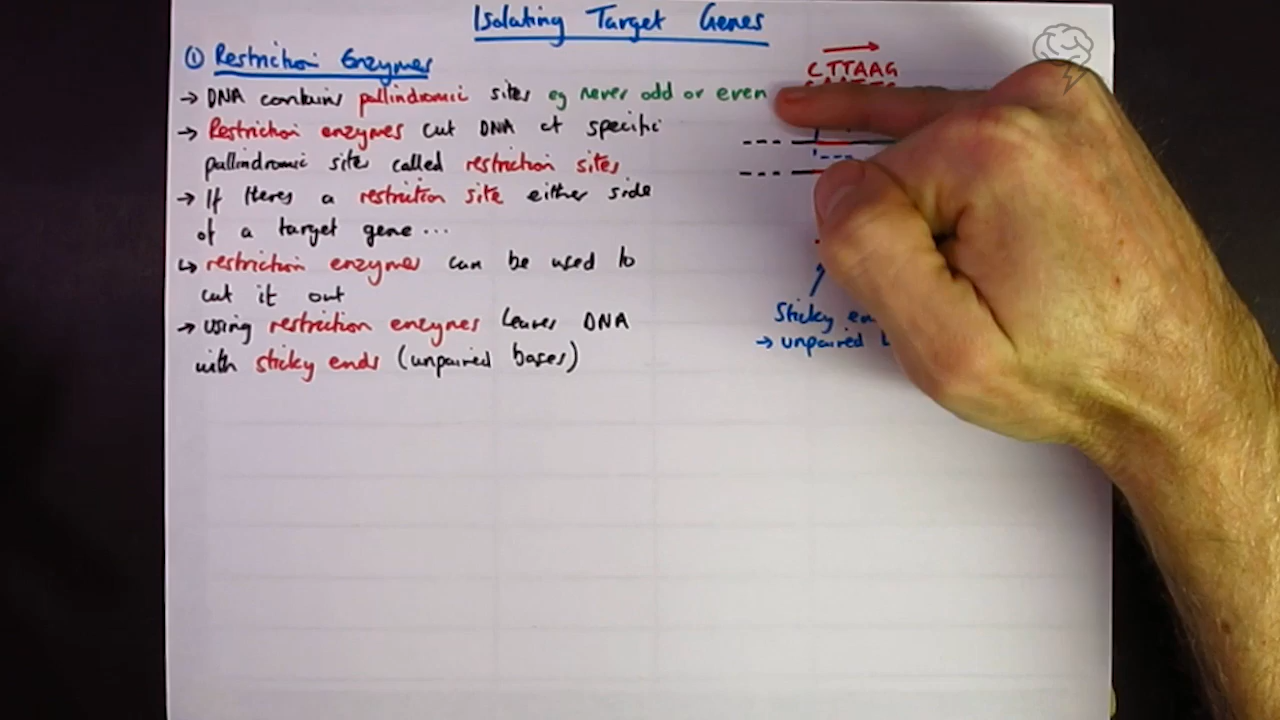 Isolating Target Genes
① Restriction Enzymes
→ DNA contains pallindromic sites eg never odd or even
→ Restriction enzymes cut DNA at specific
pallindromic site called restriction sites
→ If theres a restriction site either side
of a target gene...
↳ restriction enzymes can be used to
cut it out
→ Using restriction enzymes leaves DNA
with sticky ends (unpaired bases)
CTTAAG
Sticky
→ unpaired